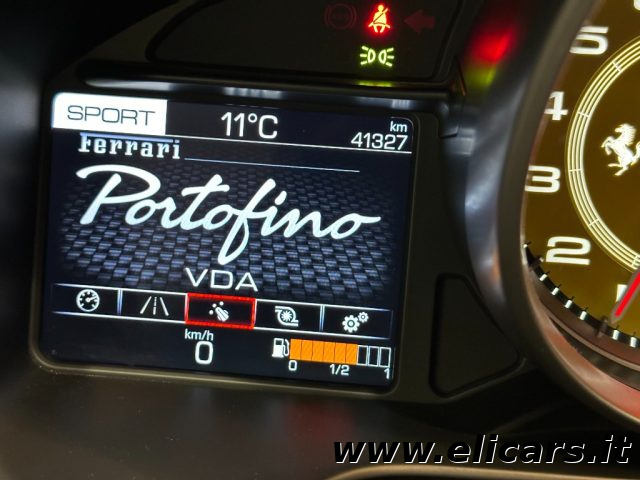 SPORT
11°C
km
41327
Ferrari
Portofino
VDA
km/h
0
0 1/2 1
5
4
3
2
www.elicars.it